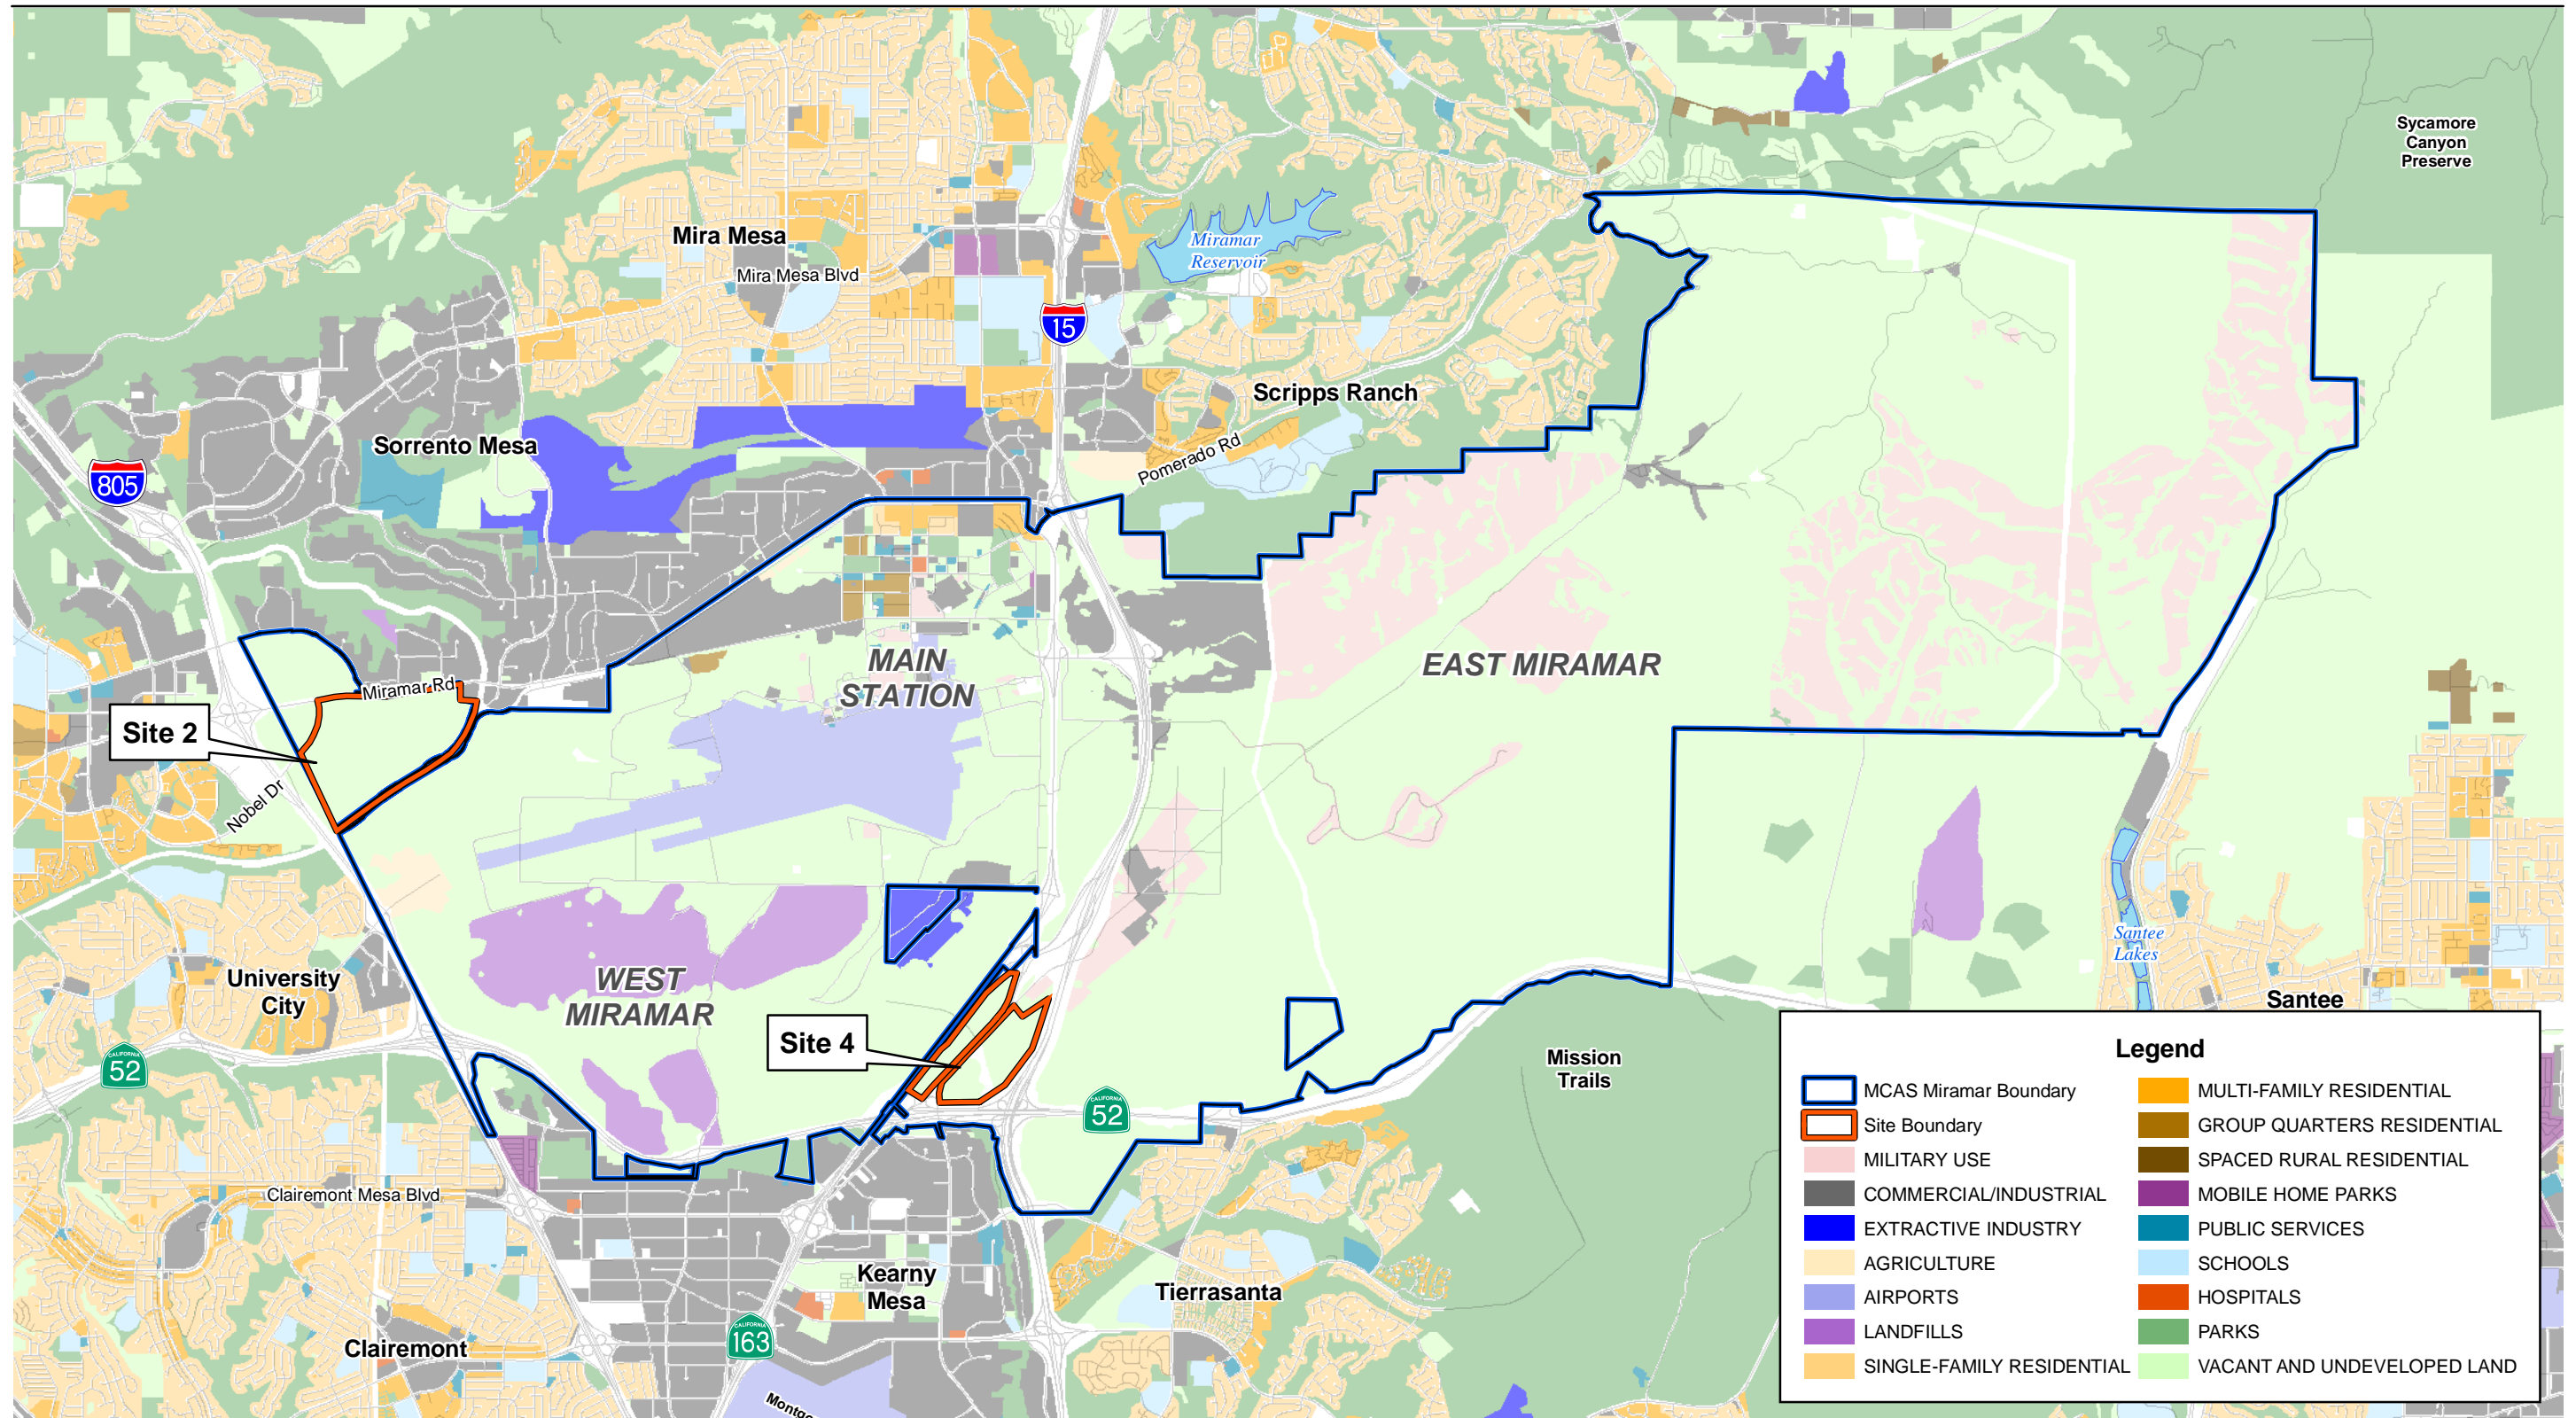 Sycamore
Canyon
Preserve
Mira Mesa
Mira Mesa Blvd
Miramar
Reservoir
15
Scripps Ranch
Sorrento Mesa
Pomerado Rd
805
MAIN
STATION
EAST MIRAMAR
Miramar Rd
Site 2
Nobel Dr
Santee
Lakes
University
City
WEST
MIRAMAR
Santee
Site 4
CALIFORNIA
52
Mission
Trails
CALIFORNIA
52
Clairemont Mesa Blvd
Kearny
Mesa
Tierrasanta
CALIFORNIA
163
Clairemont
Montgo
Legend
MCAS Miramar Boundary
Site Boundary
MILITARY USE
COMMERCIAL/INDUSTRIAL
EXTRACTIVE INDUSTRY
AGRICULTURE
AIRPORTS
LANDFILLS
SINGLE-FAMILY RESIDENTIAL
MULTI-FAMILY RESIDENTIAL
GROUP QUARTERS RESIDENTIAL
SPACED RURAL RESIDENTIAL
MOBILE HOME PARKS
PUBLIC SERVICES
SCHOOLS
HOSPITALS
PARKS
VACANT AND UNDEVELOPED LAND